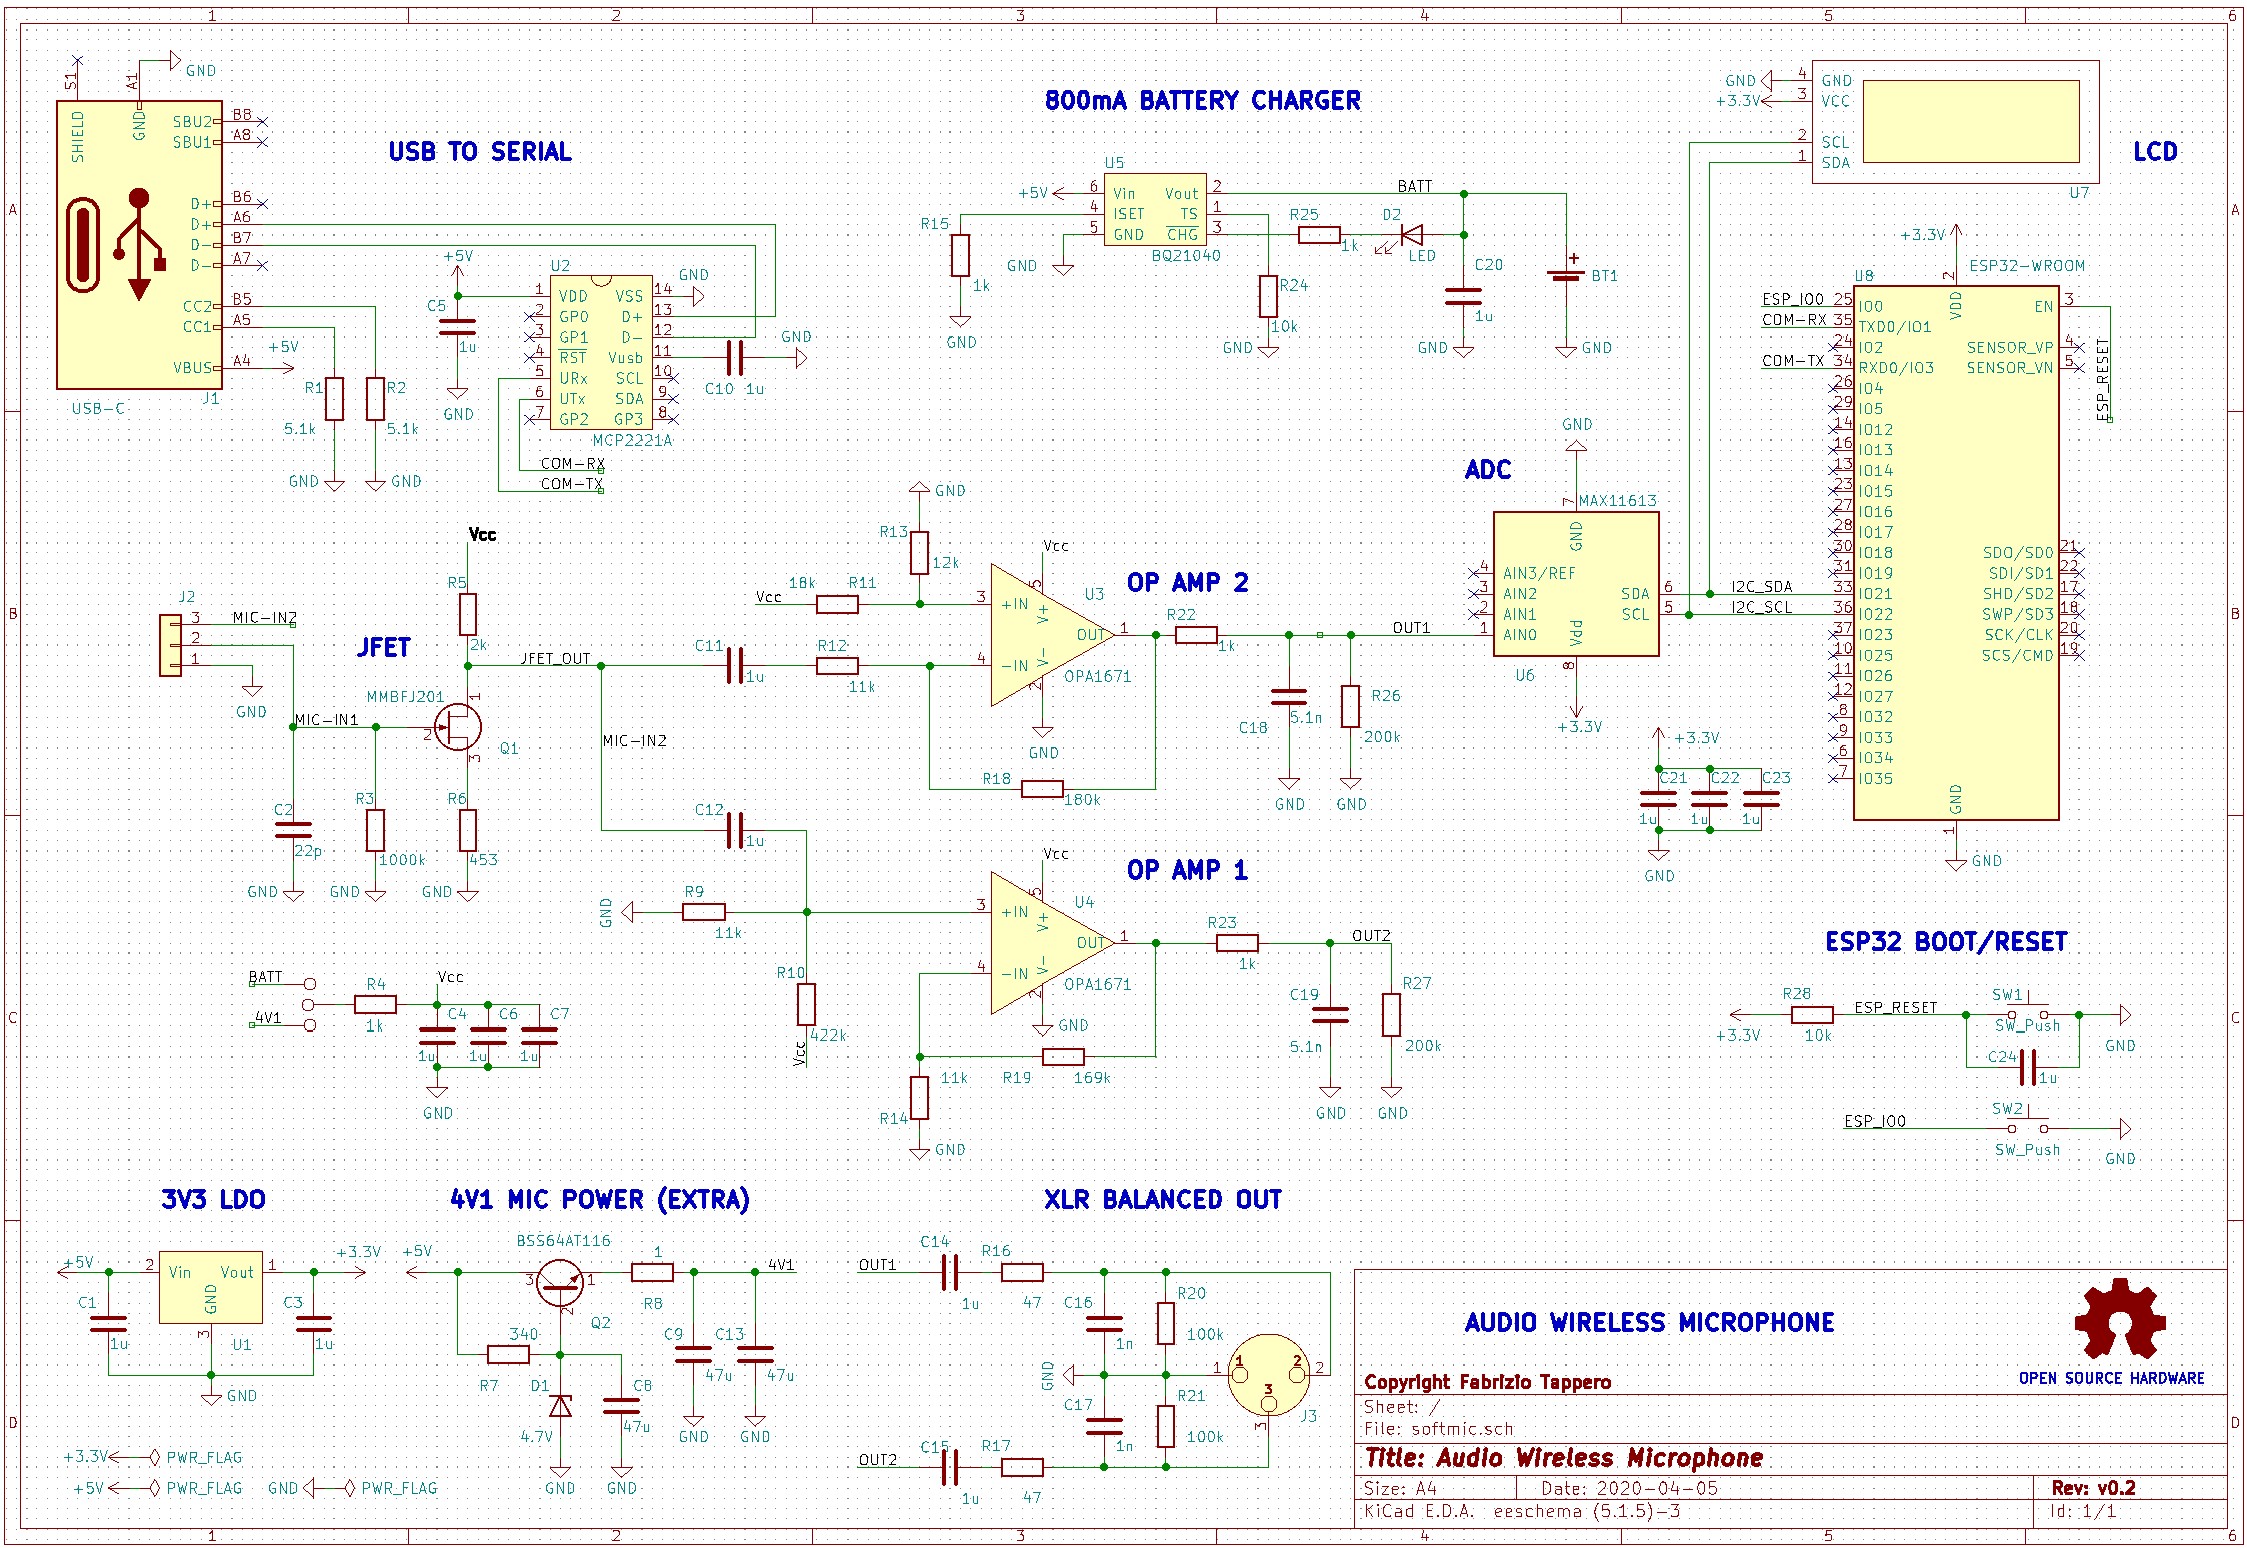 1 2 3 4 5 6
A
B
C
D
USB TO SERIAL
S1
A1
GND
SHIELD
GND
SBU2 B8
SBU1 A8
D+ B6
D+ A6
D- B7
D- A7
CC2 B5
CC1 A5
VBUS A4
+5V
USB-C
J1
R1
5.1k
R2
5.1k
GND
GND
+5V
C5
1u
GND
U2
1 VDD
2 GP0
3 GP1
4 RST
5 URx
6 UTx
7 GP2
VSS 14
D+ 13
D- 12
Vusb 11
SCL 10
SDA 9
GP3 8
MCP2221A
GND
GND
C10 1u
COM-RX
COM-TX
800mA BATTERY CHARGER
U5
+5V
6 Vin
4 ISET
5 GND
Vout 2
TS 1
CHG 3
BQ21040
R15
1k
GND
GND
BATT
R25
1k
D2
LED
R24
10k
GND
C20
1u
GND
BT1
+
GND
LCD
GND 4 GND
+3.3V 3 VCC
2 SCL
1 SDA
U7
+3.3V
U8
ESP32-WROOM
2
VDD
ESP_IO0 25 IO0
COM-RX 35 TXD0/IO1
24 IO2
COM-TX 34 RXD0/IO3
26 IO4
29 IO5
14 IO12
16 IO13
13 IO14
23 IO15
27 IO16
28 IO17
30 IO18
31 IO19
33 IO21
36 IO22
37 IO23
10 IO25
11 IO26
12 IO27
8 IO32
9 IO33
6 IO34
7 IO35
EN 3
SENSOR_VP 4
SENSOR_VN 5
SDO/SD0 21
SDI/SD1 22
SHD/SD2 17
SWP/SD3 18
SCK/CLK 20
SCS/CMD 19
GND
1
GND
ESP_RESET
JFET
J2
3
2
1
MIC-IN2
GND
Vcc
R5
2k
MMBFJ201
MIC-IN1
1
2
3
Q1
C2
22p
GND
R3
1000k
GND
R6
453
GND
JFET_OUT
MIC-IN2
OP AMP 2
GND
R13
12k
18k R11
Vcc
C11
1u
R12
11k
Vcc
U3
3 +IN
4 -IN
5
V+
V-
2
OUT 1
OPA1671
GND
R18
180k
R22
1k
OUT1
C18
5.1n
GND
R26
200k
GND
ADC
GND
7
MAX11613
GND
4 AIN3/REF
3 AIN2
2 AIN1
1 AIN0
SDA 6
SCL 5
Vdd
8
U6
+3.3V
I2C_SDA
I2C_SCL
+3.3V
C21 C22 C23
1u 1u 1u
GND
OP AMP 1
C12
1u
GND
R9
11k
R10
422k
Vcc
Vcc
U4
3 +IN
4 -IN
5
V+
V-
2
OUT 1
OPA1671
GND
R19
169k
11k
R14
GND
R23
1k
OUT2
C19
5.1n
GND
R27
200k
GND
BATT
4V1
R4
1k
Vcc
C4 C6 C7
1u 1u 1u
GND
ESP32 BOOT/RESET
R28
10k
+3.3V
ESP_RESET
SW1
SW_Push
C24
1u
GND
ESP_IO0
SW2
SW_Push
GND
3V3 LDO
+5V
2 Vin
Vout 1
GND
3
U1
+3.3V
C1
1u
C3
1u
GND
+3.3V PWR_FLAG
+5V PWR_FLAG
GND PWR_FLAG
4V1 MIC POWER (EXTRA)
+5V
BSS64AT116
3
1
2
Q2
1
R8
4V1
340
R7
D1
4.7V
GND
C8
47u
GND
C9
47u
GND
C13
47u
GND
XLR BALANCED OUT
OUT1
C14
1u
R16
47
C16
1n
R20
100k
GND
1
1
2
2
3
3
J3
C17
1n
R21
100k
OUT2
C15
1u
R17
47
AUDIO WIRELESS MICROPHONE
OPEN SOURCE HARDWARE
Copyright Fabrizio Tappero
Sheet: /
File: softmic.sch
Title: Audio Wireless Microphone
Size: A4 Date: 2020-04-05 Rev: v0.2
KiCad E.D.A. eeschema (5.1.5)-3 Id: 1/1
A
B
C
D
1 2 3 4 5 6